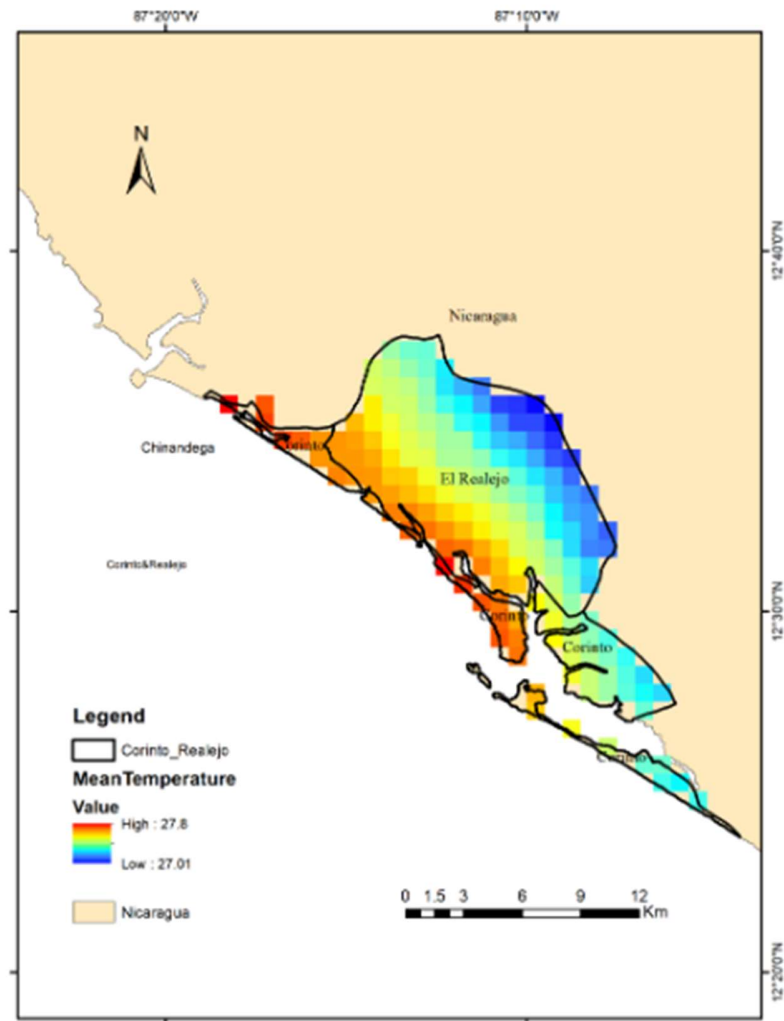 87°20'0"W
87°10'0"W
N
12°40'0"N
Nicaragua
Chinandega
Corinto
El Realejo
Corinto&Realejo
12°30'0"N
Corinto
Corinto
Legend
Corinto_Realejo
Corinto
MeanTemperature
Value
High : 27.8
Low : 27.01
Nicaragua
0 1.5 3 6 9 12
Km
12°20'0"N